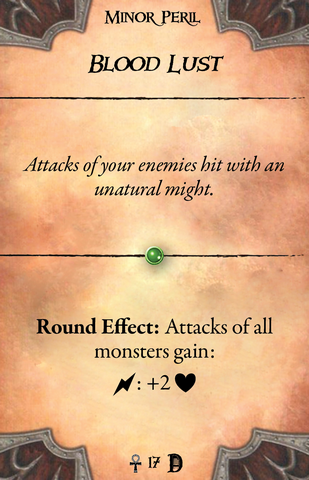 Minor Peril
Blood Lust
Attacks of your enemies hit with an
unatural might.
Round Effect: Attacks of all
monsters gain:
: +2
17 D